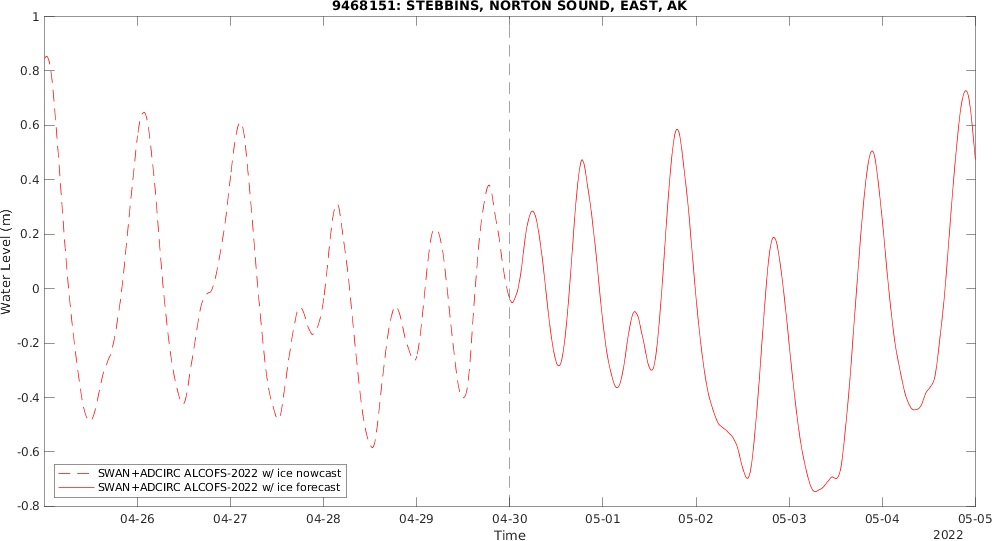 9468151: STEBBINS, NORTON SOUND, EAST, AK
1
0.8
0.6
0.4
0.2
0
-0.2
-0.4
-0.6
-0.8
Water Level (m)
SWAN+ADCIRC ALCOFS-2022 w/ ice nowcast
SWAN+ADCIRC ALCOFS-2022 w/ ice forecast
04-26 04-27 04-28 04-29 04-30 05-01 05-02 05-03 05-04 05-05
Time
2022